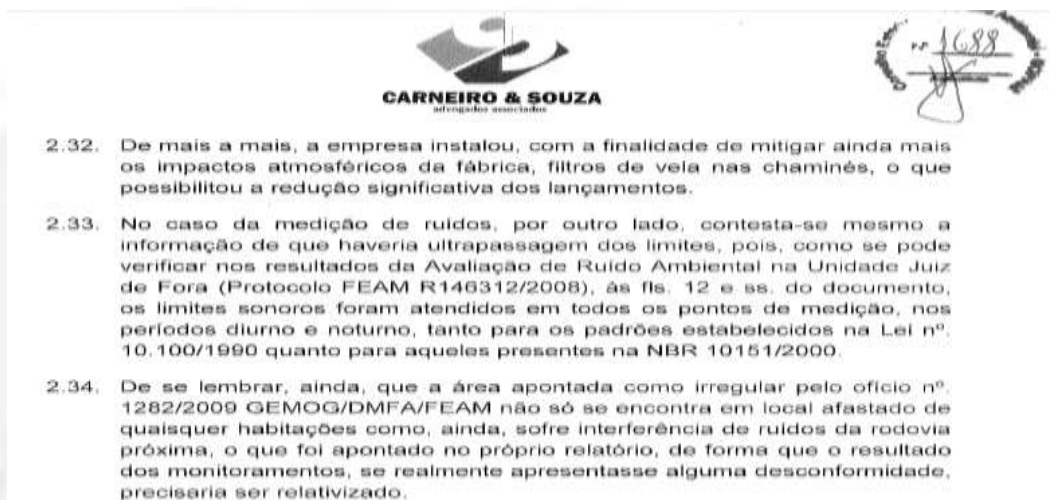 1688
CARNEIRO & SOUZA
advogados associados
2.32. De mais a mais, a empresa instalou, com a finalidade de mitigar ainda mais
os impactos atmosféricos da fábrica, filtros de vela nas chaminés, o que
possibilitou a redução significativa dos lançamentos.
2.33. No caso da medição de ruídos, por outro lado, contesta-se mesmo a
informação de que haveria ultrapassagem dos limites, pois, como se pode
verificar nos resultados da Avaliação de Ruído Ambiental na Unidade Juiz
de Fora (Protocolo FEAM R146312/2008), às fls. 12 e ss. do documento,
os limites sonoros foram atendidos em todos os pontos de medição, nos
períodos diurno e noturno, tanto para os padrões estabelecidos na Lei nº.
10.100/1990 quanto para aqueles presentes na NBR 10151/2000.
2.34. De se lembrar, ainda, que a área apontada como irregular pelo ofício nº.
1282/2009 GEMOG/DMFA/FEAM não só se encontra em local afastado de
quaisquer habitações como, ainda, sofre interferência de ruídos da rodovia
próxima, o que foi apontado no próprio relatório, de forma que o resultado
dos monitoramentos, se realmente apresentasse alguma desconformidade,
precisaria ser relativizado.